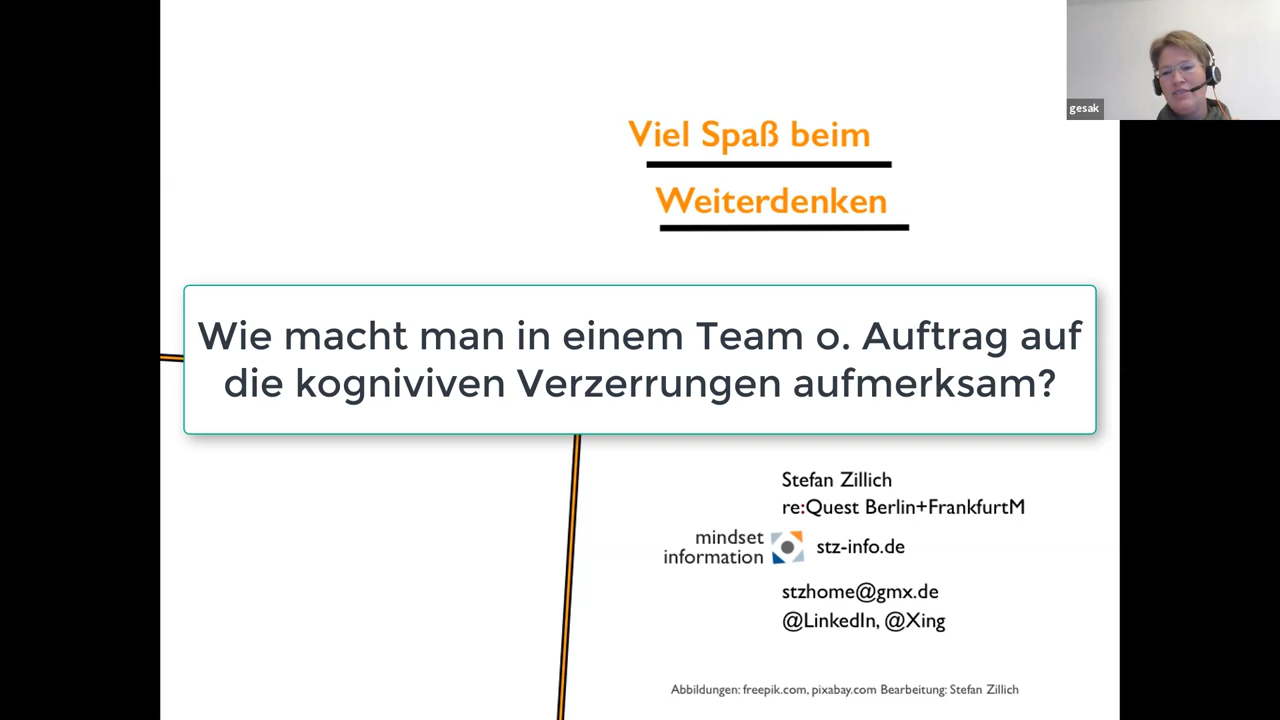 gesak
Viel Spaß beim
Weiterdenken
Wie macht man in einem Team o. Auftrag auf
die kogniviven Verzerrungen aufmerksam?
Stefan Zillich
re:Quest Berlin+FrankfurtM
mindset
information
stz-info.de
stzhome@gmx.de
@LinkedIn, @Xing
Abbildungen: freepik.com, pixabay.com Bearbeitung: Stefan Zillich